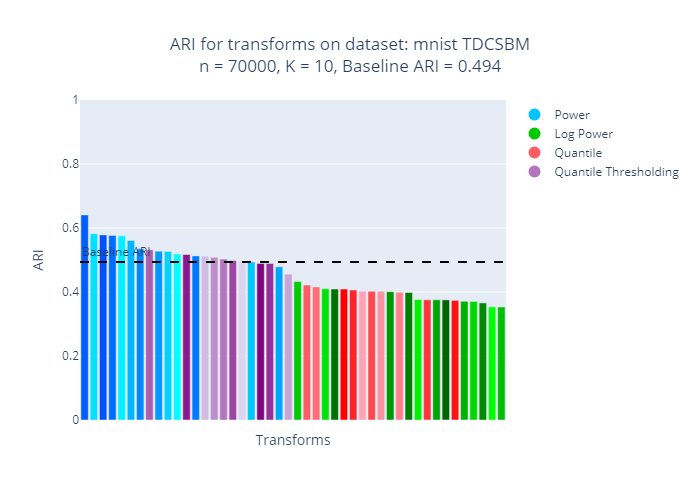 ARI for transforms on dataset: mnist TDCSBM
n = 70000, K = 10, Baseline ARI = 0.494
1
0.8
0.6
0.4
0.2
0
ARI
Baseline ARI
Transforms
Power
Log Power
Quantile
Quantile Thresholding